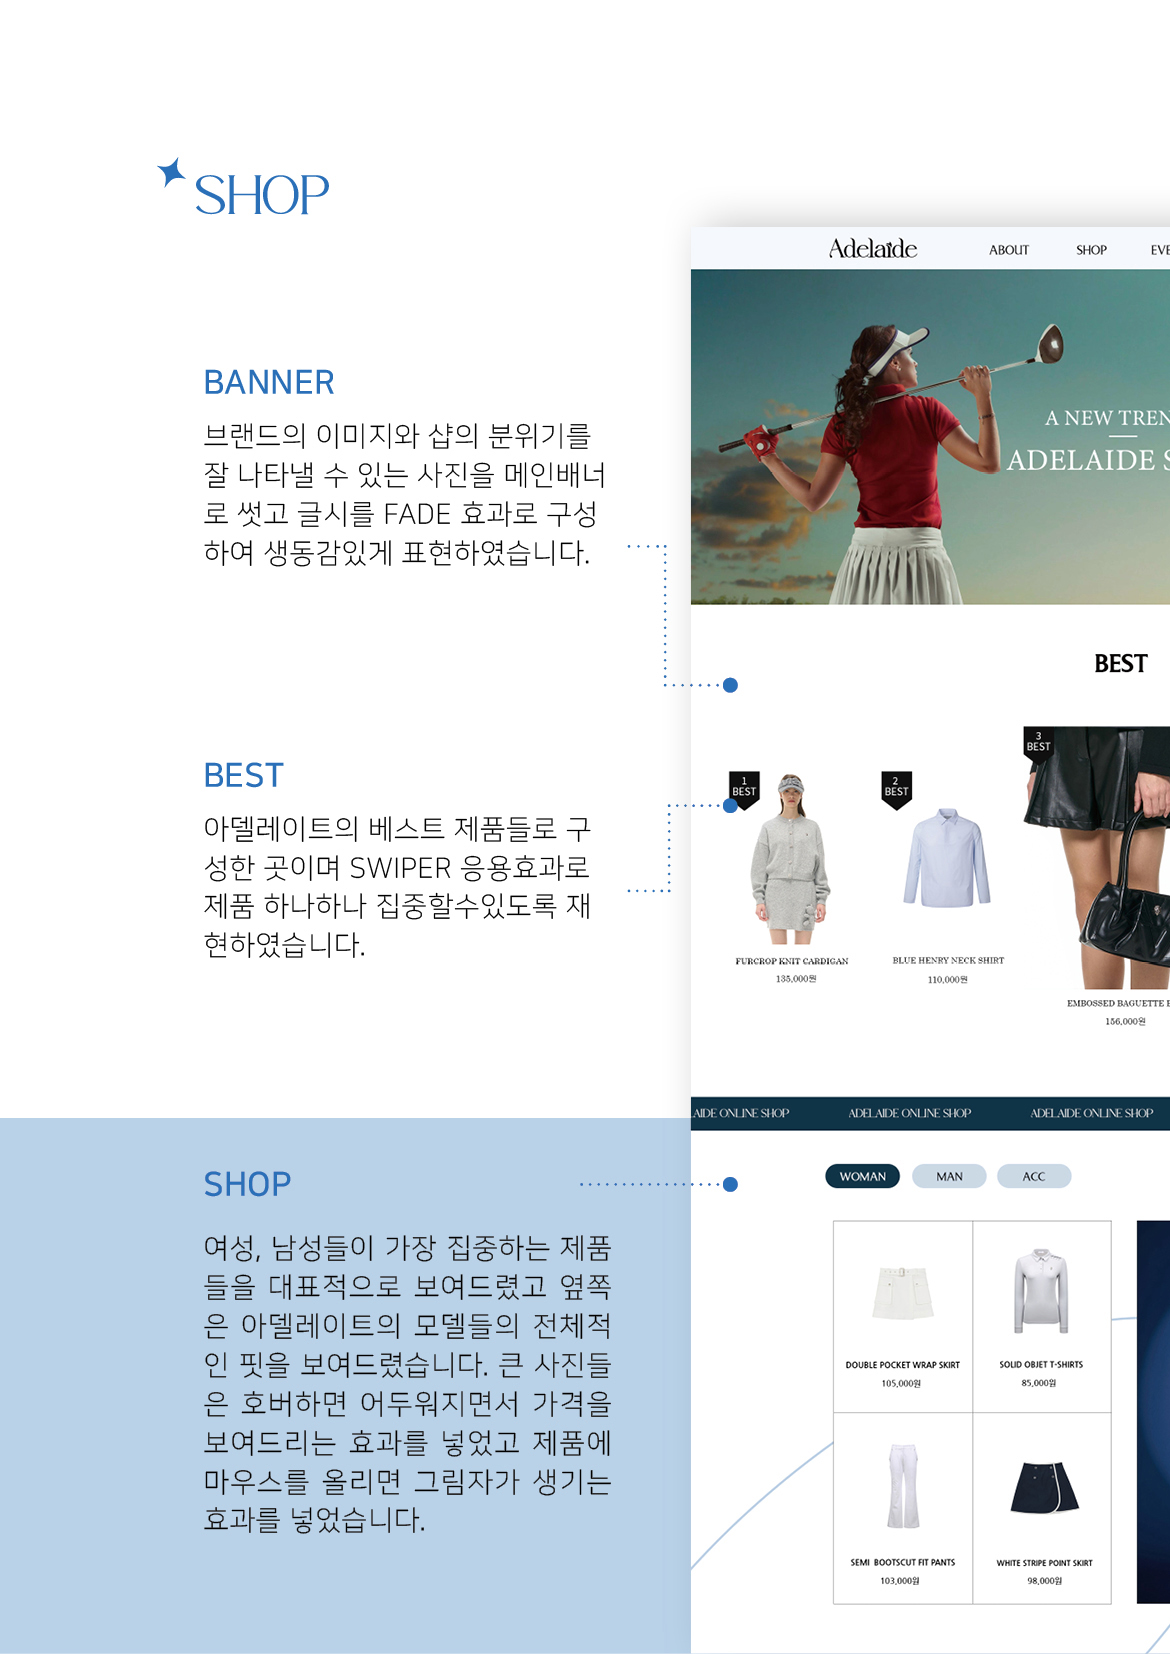 SHOP
Adelaide
ABOUT
SHOP
BANNER
브랜드의 이미지와 샵의 분위기를
잘 나타낼 수 있는 사진을 메인배너
로 썻고 글시를 FADE 효과로 구성
하여 생동감있게 표현하였습니다.
A NEW
ADELAIDE
BEST
BEST
아델레이트의 베스트 제품들로 구
성한 곳이며 SWIPER 응용효과로
제품 하나하나 집중할수있도록 재
현하였습니다.
1
BEST
2
BEST
3
BEST
FURCROP KNIT CARDIGAN
135,000원
BLUE HENRY NECK SHIRT
110,000원
EMBOSSED BAGUETTE
156,000원
ONLINE SHOP
ADELAIDE ONLINE SHOP
ADELAIDE ONLINE SHOP
SHOP
여성, 남성들이 가장 집중하는 제품
들을 대표적으로 보여드렸고 옆쪽
은 아델레이트의 모델들의 전체적
인 핏을 보여드렸습니다. 큰 사진들
은 호버하면 어두워지면서 가격을
보여드리는 효과를 넣었고 제품에
마우스를 올리면 그림자가 생기는
효과를 넣었습니다.
WOMAN
MAN
ACC
DOUBLE POCKET WRAP SKIRT
105,000원
SOLID OBJET T-SHIRTS
85,000원
SEMI BOOTSCUT FIT PANTS
103,000원
WHITE STRIPE POINT SKIRT
98,000원